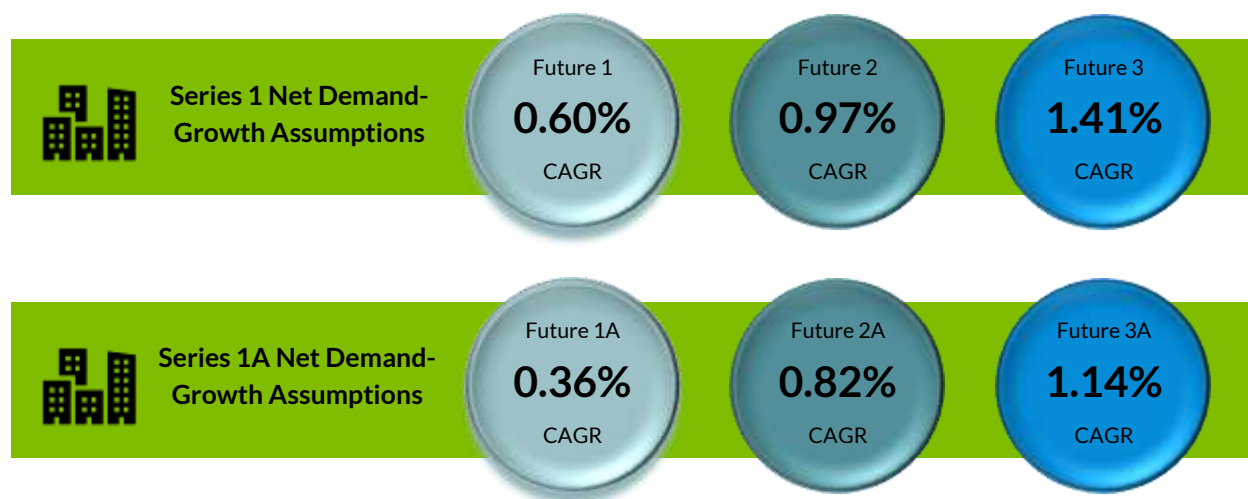 Series 1 Net Demand-
Growth Assumptions
Future 1
0.60%
CAGR
Future 2
0.97%
CAGR
Future 3
1.41%
CAGR
Series 1A Net Demand-
Growth Assumptions
Future 1A
0.36%
CAGR
Future 2A
0.82%
CAGR
Future 3A
1.14%
CAGR